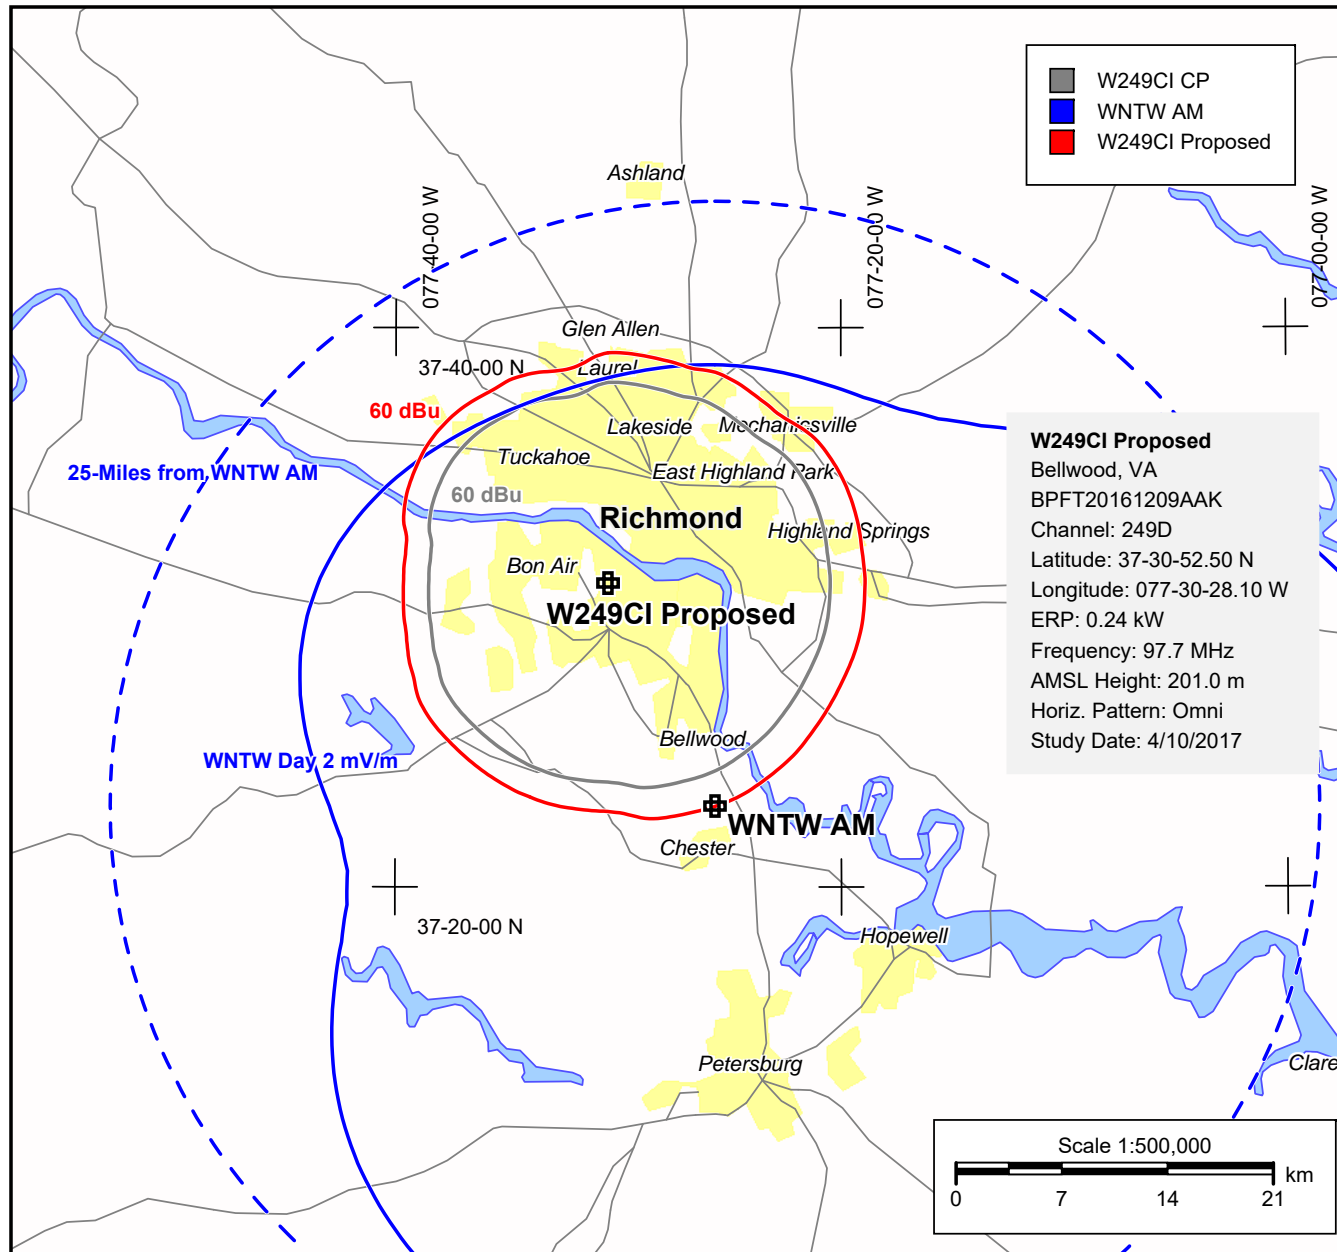 W249CI CP
WNTW AM
W249CI Proposed
Ashland
077-40-00 W
077-20-00 W
077-00-00 W
Glen Allen
37-40-00 N
Laurel
60 dBu
Lakeside
Mechanicsville
Tuckahoe
East Highland Park
25-Miles from WNTW AM
60 dBu
Richmond
Highland Springs
Bon Air
W249CI Proposed
W249CI Proposed
Bellwood, VA
BPFT20161209AAK
Channel: 249D
Latitude: 37-30-52.50 N
Longitude: 077-30-28.10 W
ERP: 0.24 kW
Frequency: 97.7 MHz
AMSL Height: 201.0 m
Horiz. Pattern: Omni
Study Date: 4/10/2017
Bellwood
WNTW Day 2 mV/m
WNTW AM
Chester
37-20-00 N
Hopewell
Petersburg
Clare
Scale 1:500,000
km
0 7 14 21